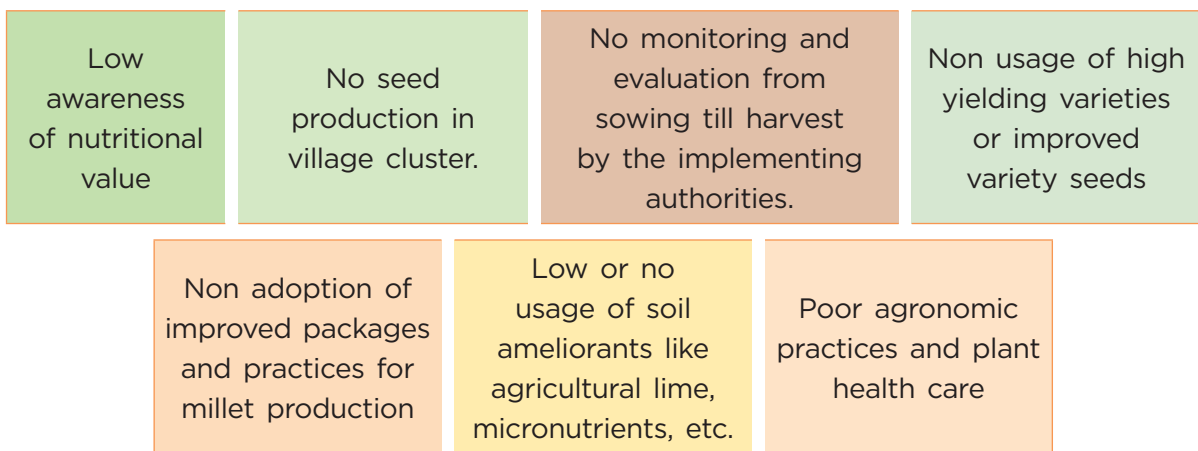 Low
awareness
of nutritional
value
No seed
production in
village cluster.
No monitoring and
evaluation from
sowing till harvest
by the implementing
authorities.
Non usage of high
yielding varieties
or improved
variety seeds
Non adoption of
improved packages
and practices for
millet production
Low or no
usage of soil
ameliorants like
agricultural lime,
micronutrients, etc.
Poor agronomic
practices and plant
health care